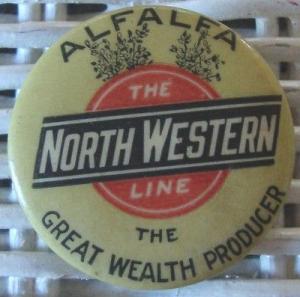 ALFALFA
THE
NORTH WESTERN
LINE
THE
GREAT WEALTH PRODUCER